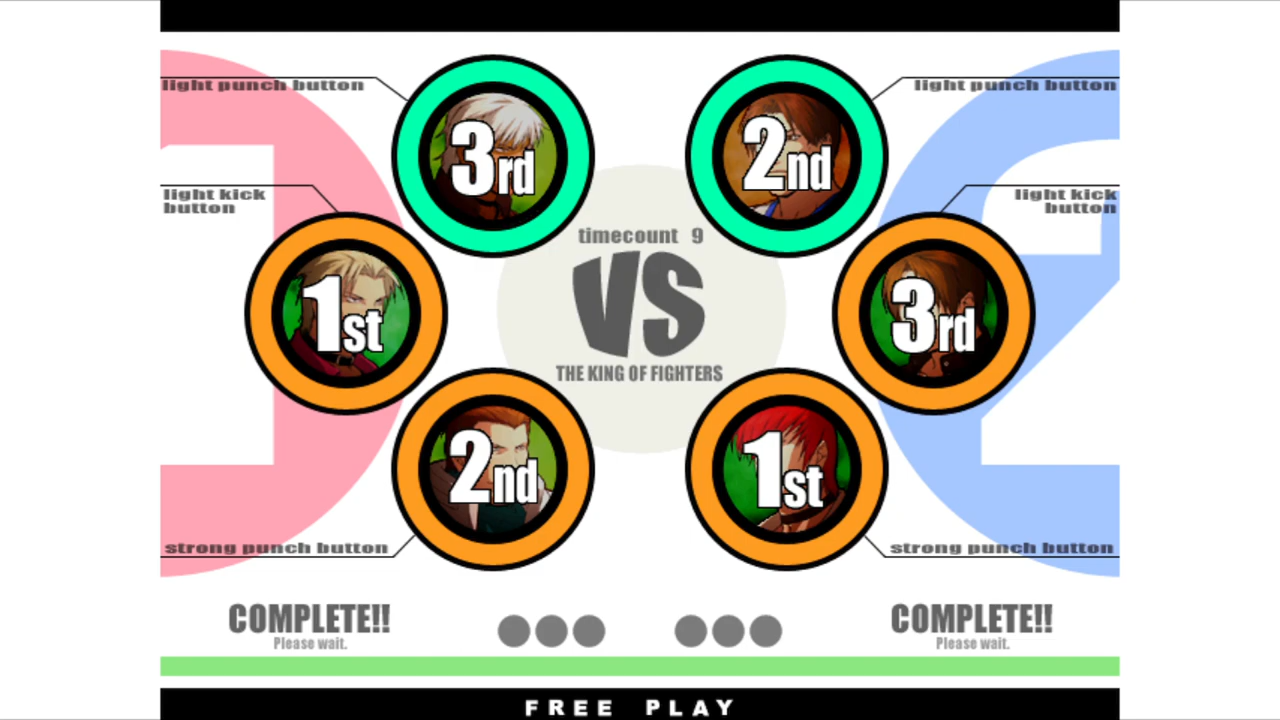 light punch button
light punch button
3rd
2nd
light kick
button
light kick
button
timecount 9
VS
THE KING OF FIGHTERS
1st
3rd
2nd
1st
strong punch button
strong punch button
1
2
COMPLETE!!
Please wait.
COMPLETE!!
Please wait.
FREE PLAY